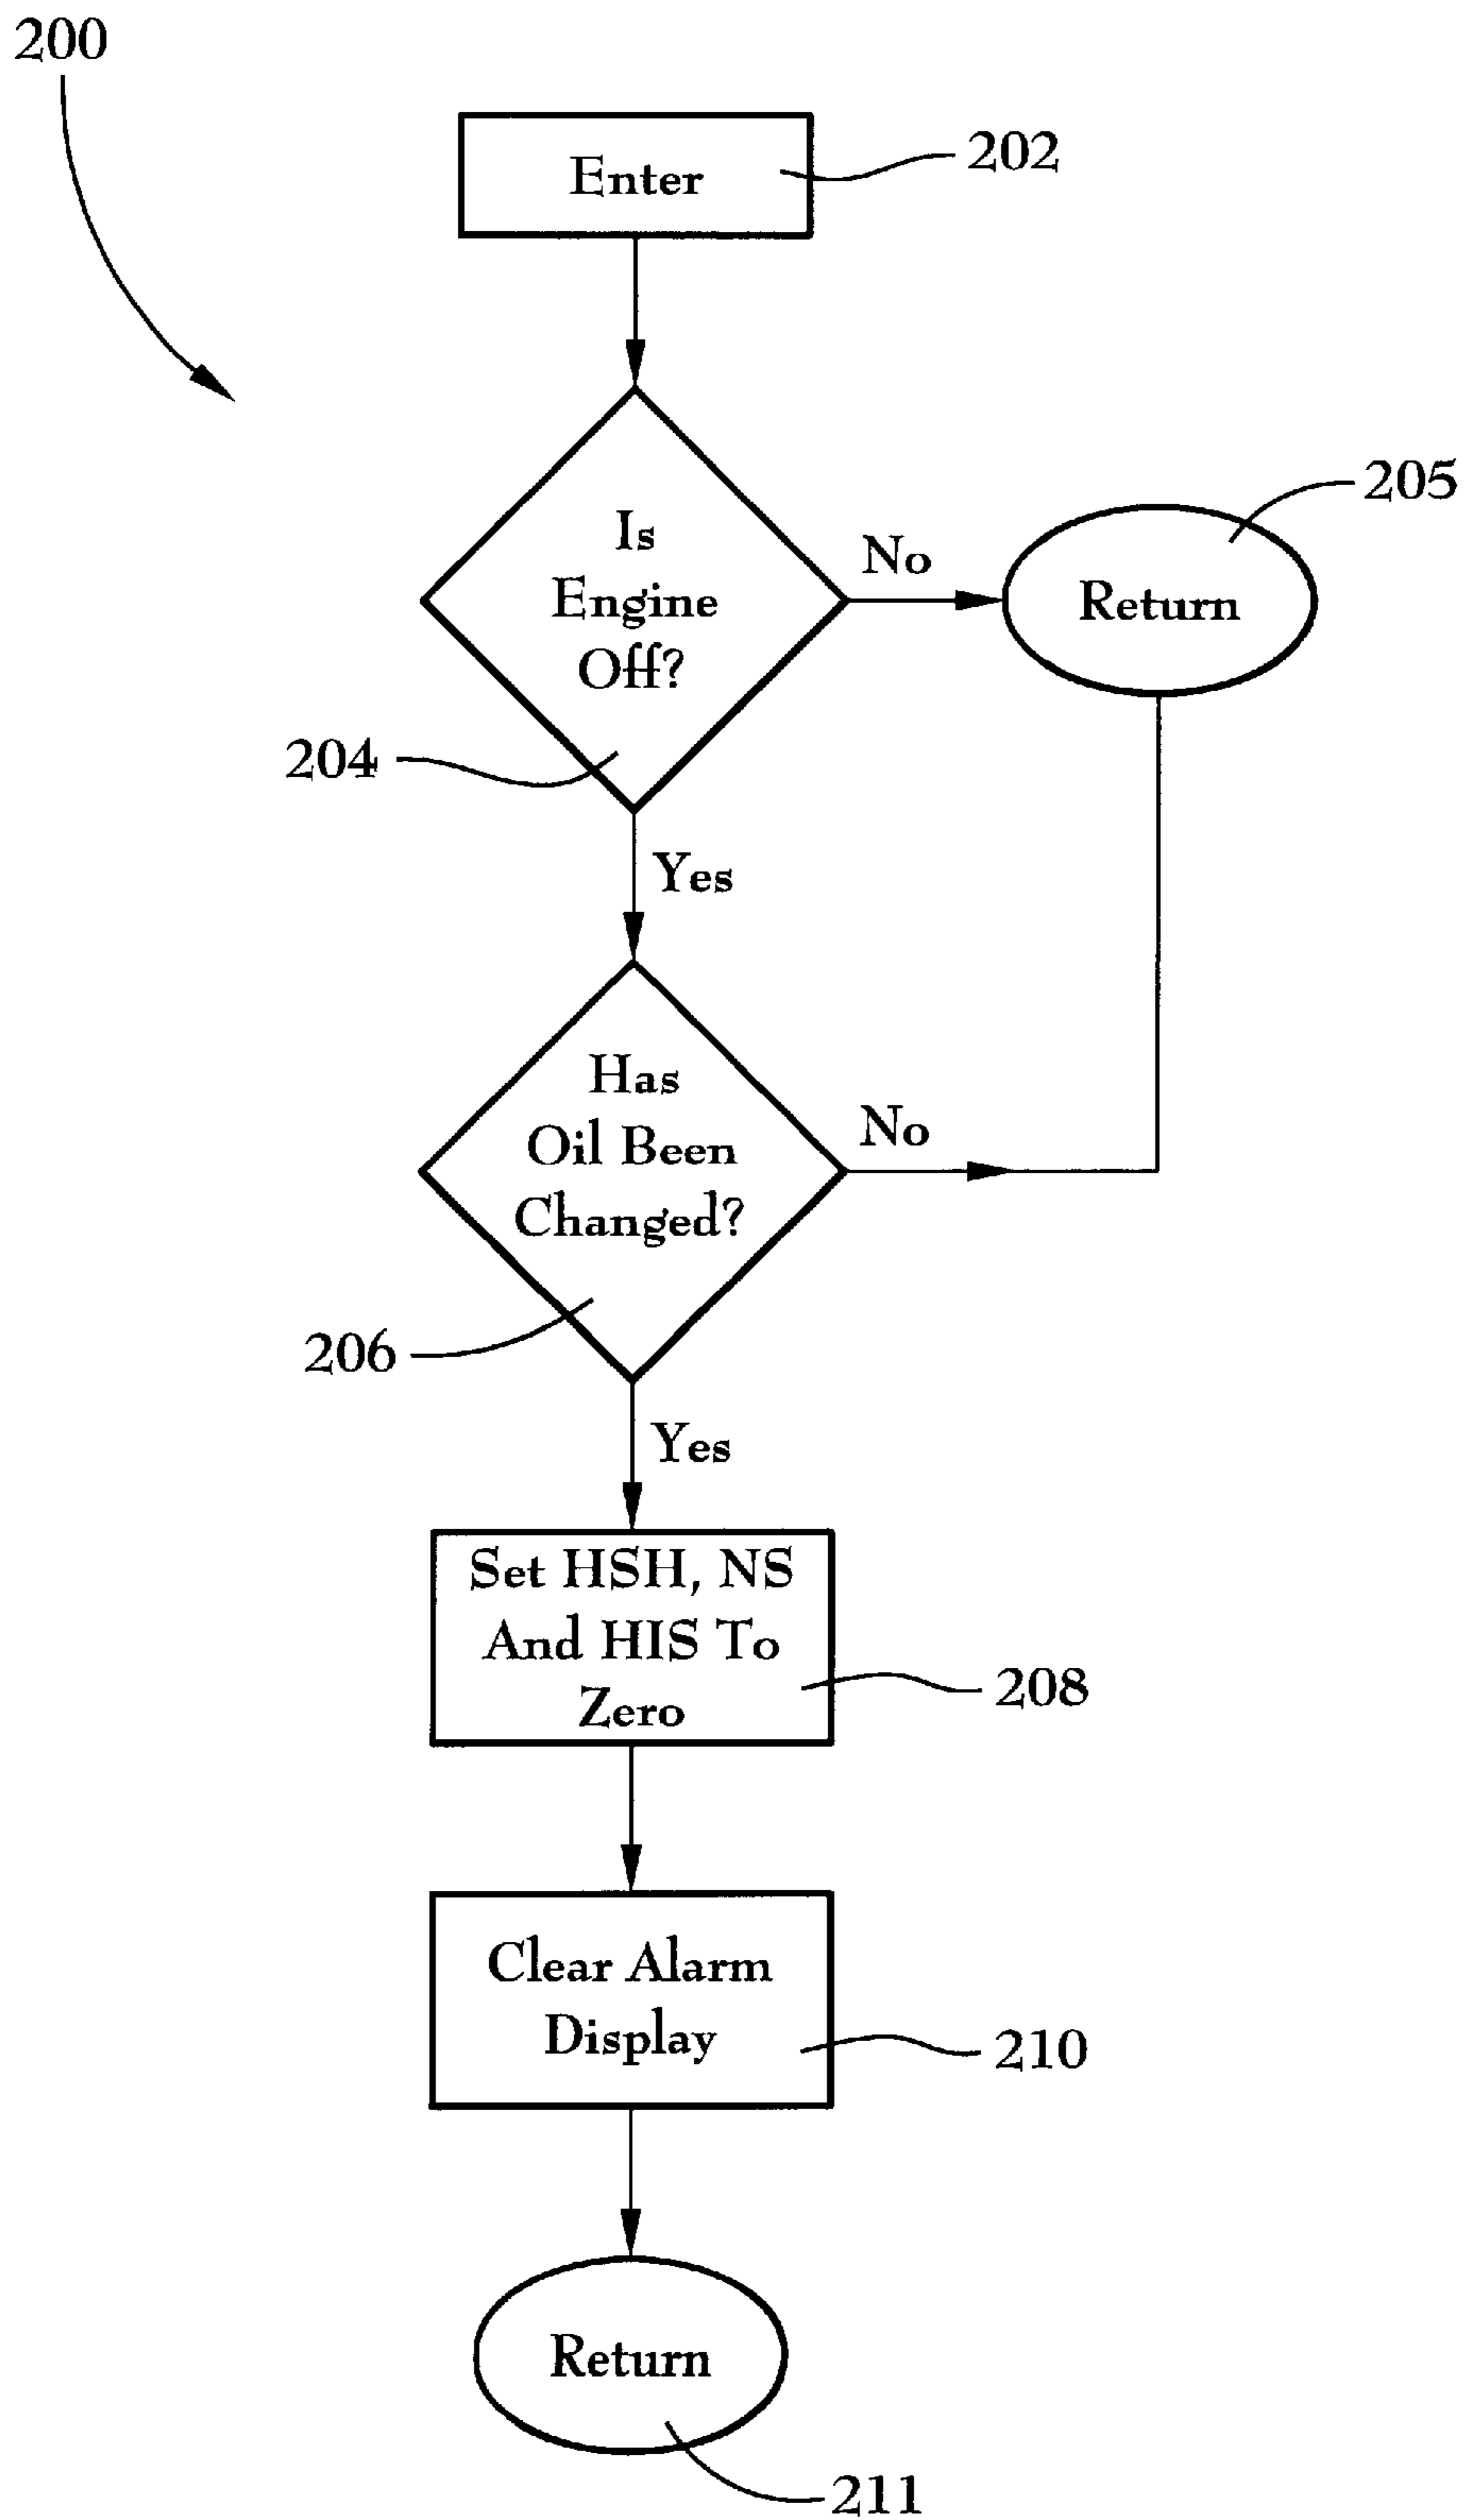 200
Enter
202
Is
Engine
Off?
No
Return
205
204
Yes
Has
Oil Been
Changed?
No
206
Yes
Set HSH, NS
And HIS To
Zero
208
Clear Alarm
Display
210
Return
211